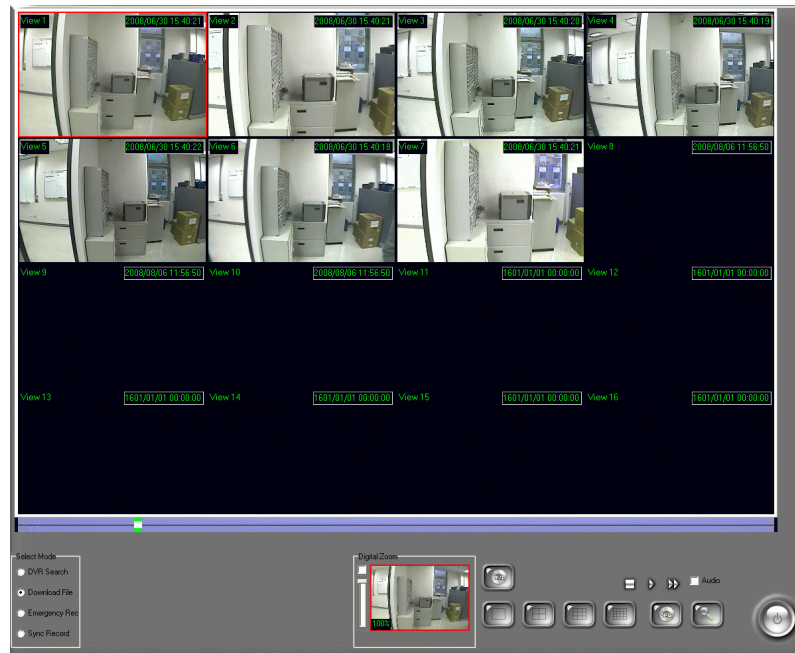 View 1 2008/06/30 15:40:21 View 2 2008/06/30 15:40:21 View 3 2008/06/30 15:40:20 View 4 2008/06/30 15:40:19
View 5 2008/06/30 15:40:22 View 6 2008/06/30 15:40:18 View 7 2008/06/30 15:40:21 View 8 2008/08/06 11:56:50
View 9 2008/08/06 11:56:50 View 10 2008/08/06 11:56:50 View 11 1601/01/01 00:00:00 View 12 1601/01/01 00:00:00
View 13 1601/01/01 00:00:00 View 14 1601/01/01 00:00:00 View 15 1601/01/01 00:00:00 View 16 1601/01/01 00:00:00
Select Mode
DVR Search
Download File
Emergency Rec
Sync Record
Digital Zoom
100%
Audio